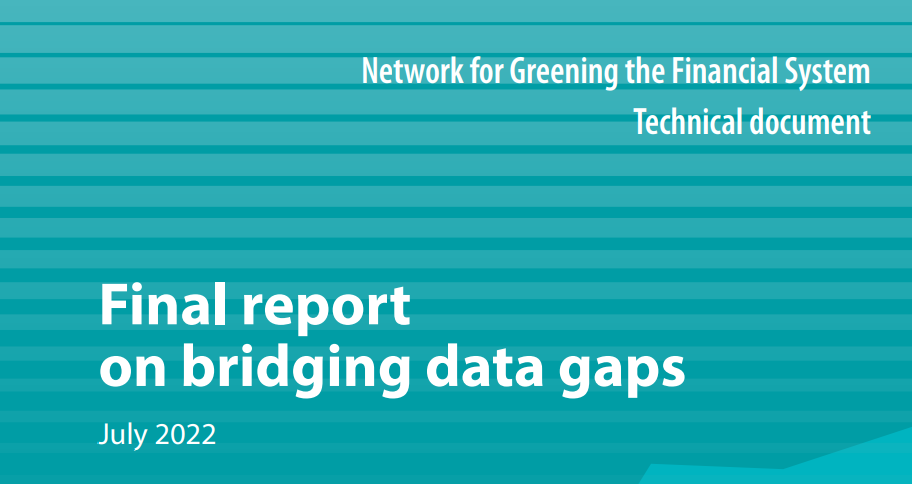 Network for Greening the Financial System
Technical document
Final report
on bridging data gaps
July 2022